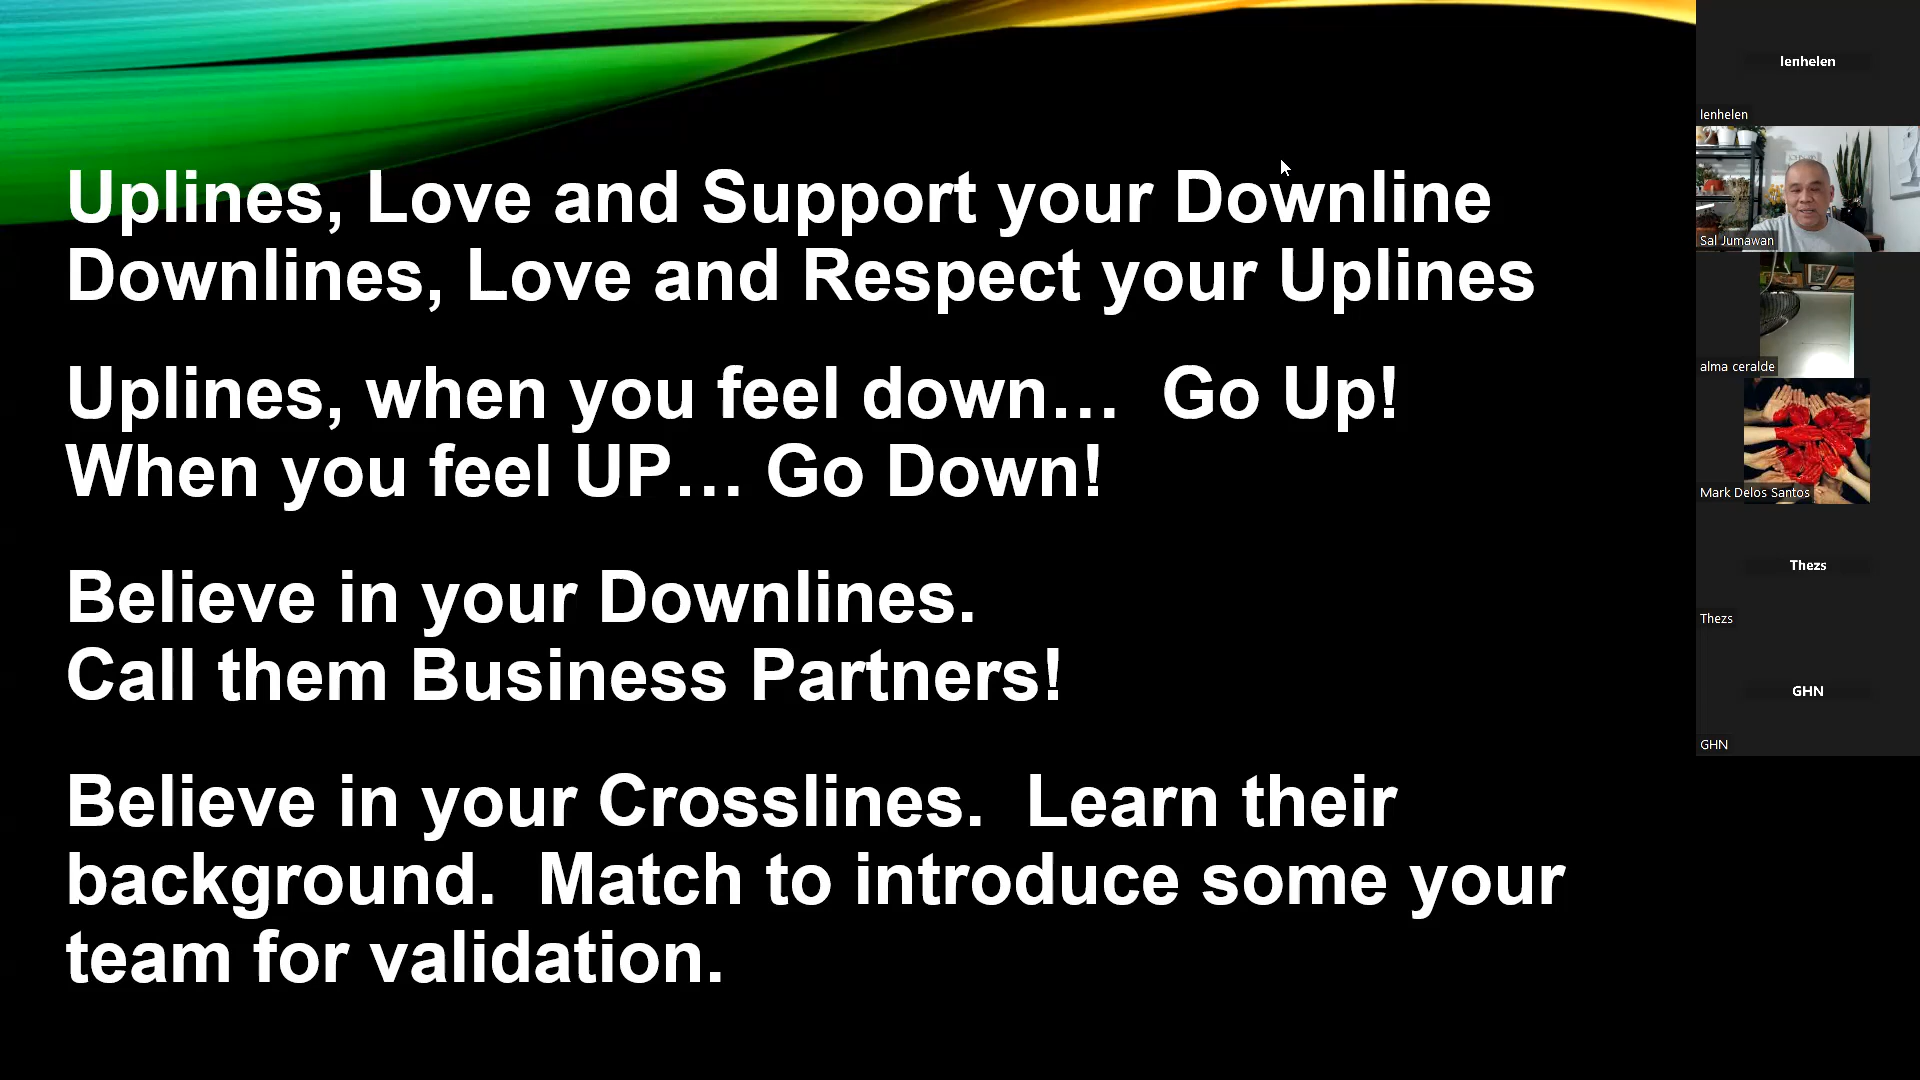 Uplines, Love and Support your Downline
Downlines, Love and Respect your Uplines
Uplines, when you feel down...  Go Up!
When you feel UP... Go Down!
Believe in your Downlines.
Call them Business Partners!
Believe in your Crosslines.  Learn their
background.  Match to introduce some your
team for validation.
lenhelen
lenhelen
Sal Jumawan
alma ceralde
Mark Delos Santos
Thezs
Thezs
GHN
GHN